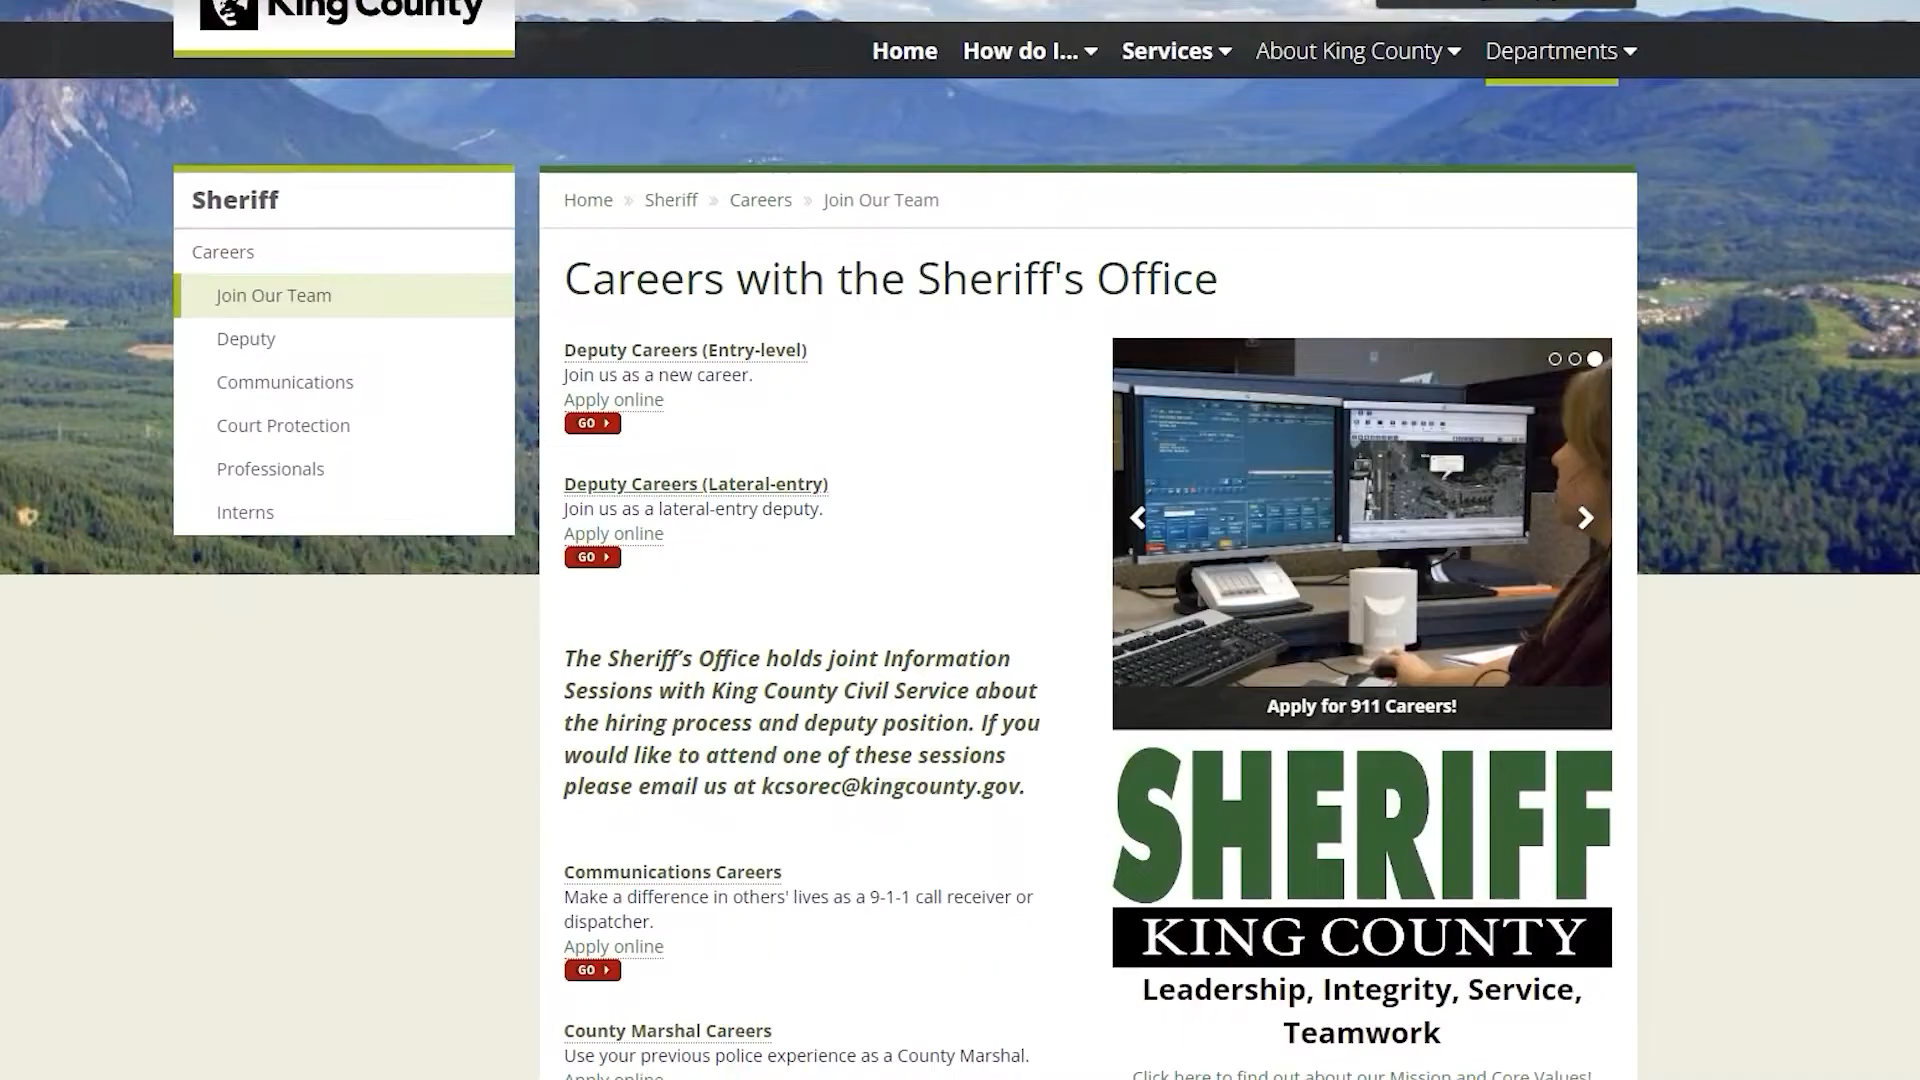 King County
Home How do I... Services About King County Departments
Sheriff
Careers
Join Our Team
Deputy
Communications
Court Protection
Professionals
Interns
Home » Sheriff » Careers » Join Our Team
Careers with the Sheriff's Office
Deputy Careers (Entry-level)
Join us as a new career.
Apply online
GO
Deputy Careers (Lateral-entry)
Join us as a lateral-entry deputy.
Apply online
GO
The Sheriff's Office holds joint Information
Sessions with King County Civil Service about
the hiring process and deputy position. If you
would like to attend one of these sessions
please email us at kcsorec@kingcounty.gov.
Communications Careers
Make a difference in others' lives as a 9-1-1 call receiver or
dispatcher.
Apply online
GO
County Marshal Careers
Use your previous police experience as a County Marshal.
Apply online
Apply for 911 Careers!
SHERIFF
KING COUNTY
Leadership, Integrity, Service,
Teamwork
Click here to find out about our Mission and Core Values!